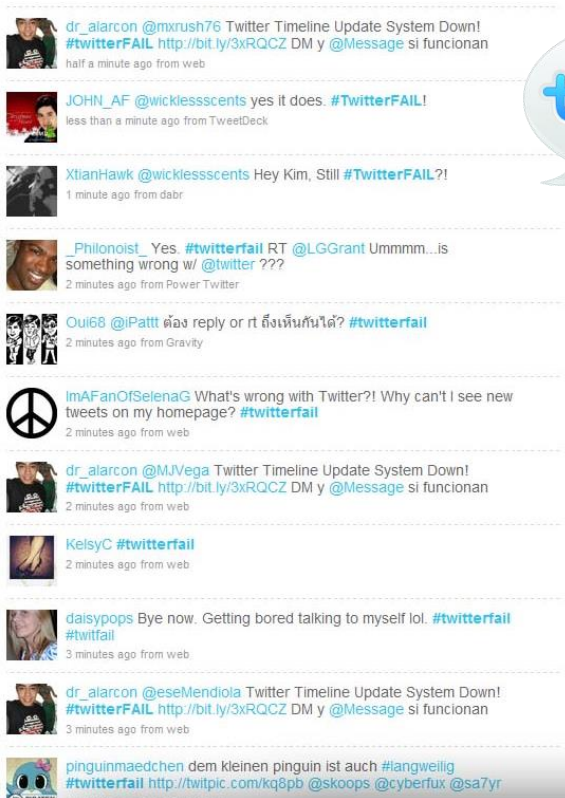 dr_alarcon @mxrush76 Twitter Timeline Update System Down!
#twitterFAIL http://bit.ly/3xRQCZ DM y @Message si funcionan
half a minute ago from web
JOHN_AF @wicklessscents yes it does. #TwitterFAIL!
less than a minute ago from TweetDeck
XtianHawk @wicklessscents Hey Kim, Still #TwitterFAIL?!
1 minute ago from dabr
_Philonoist_ Yes. #twitterfail RT @LGGrant Ummmm...is
something wrong w/ @twitter ???
2 minutes ago from Power Twitter
Oui68 @iPattt ต้อง reply or rt ถึงเห็นกันได้? #twitterfail
2 minutes ago from Gravity
ImAFanOfSelenaG What's wrong with Twitter?! Why can't I see new
tweets on my homepage? #twitterfail
2 minutes ago from web
dr_alarcon @MJVega Twitter Timeline Update System Down!
#twitterFAIL http://bit.ly/3xRQCZ DM y @Message si funcionan
2 minutes ago from web
KelsyC #twitterfail
2 minutes ago from web
daisypops Bye now. Getting bored talking to myself lol. #twitterfail
#twitfail
3 minutes ago from web
dr_alarcon @eseMendiola Twitter Timeline Update System Down!
#twitterFAIL http://bit.ly/3xRQCZ DM y @Message si funcionan
3 minutes ago from web
pinguinmaedchen dem kleinen pinguin ist auch #langweilig
#twitterfail http://twitpic.com/kq8pb @skoops @cyberfux @sa7yr